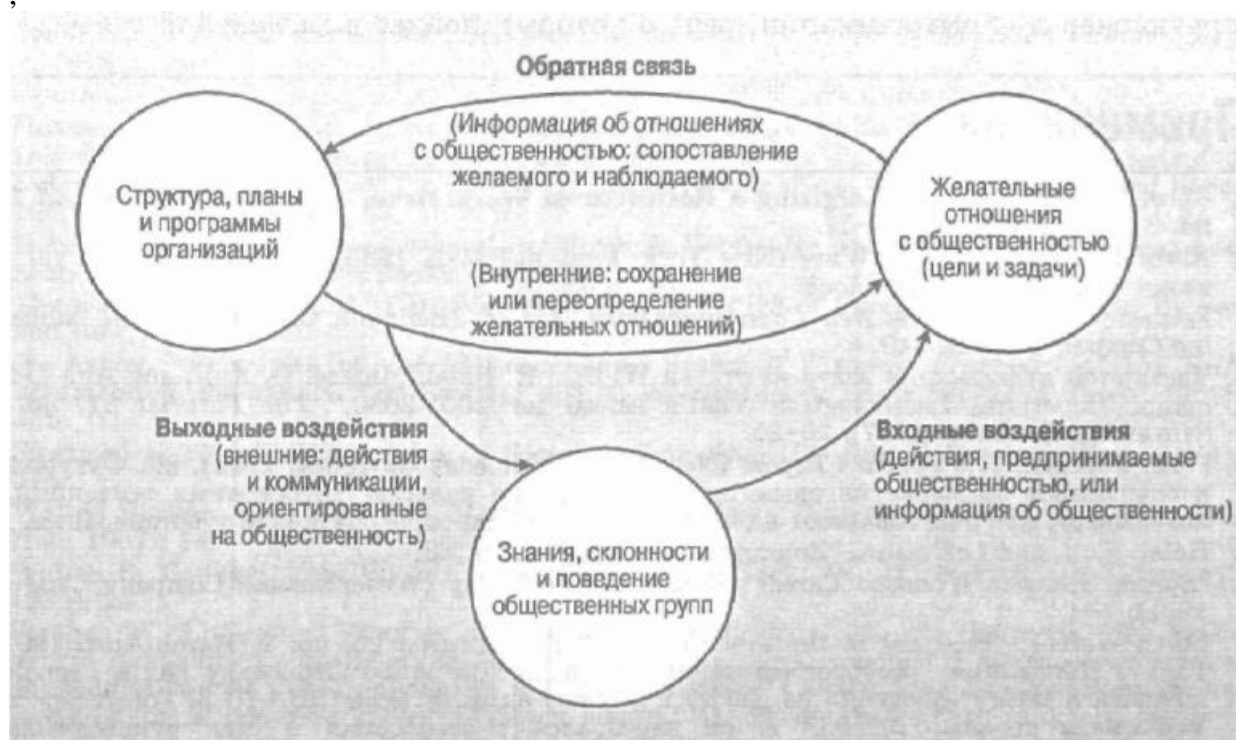 ,
Обратная связь
(Информация об отношениях
с общественностью: сопоставление
желаемого и наблюдаемого)
Структура, планы
и программы
организаций
Желательные
отношения
с общественностью
(цели и задачи)
(Внутренние: сохранение
или переопределение
желательных отношений)
Выходные воздействия
(внешние: действия
и коммуникации,
ориентированные
на общественность)
Входные воздействия
(действия, предпринимаемые
общественностью, или
информация об общественности)
Знания, склонности
и поведение
общественных групп